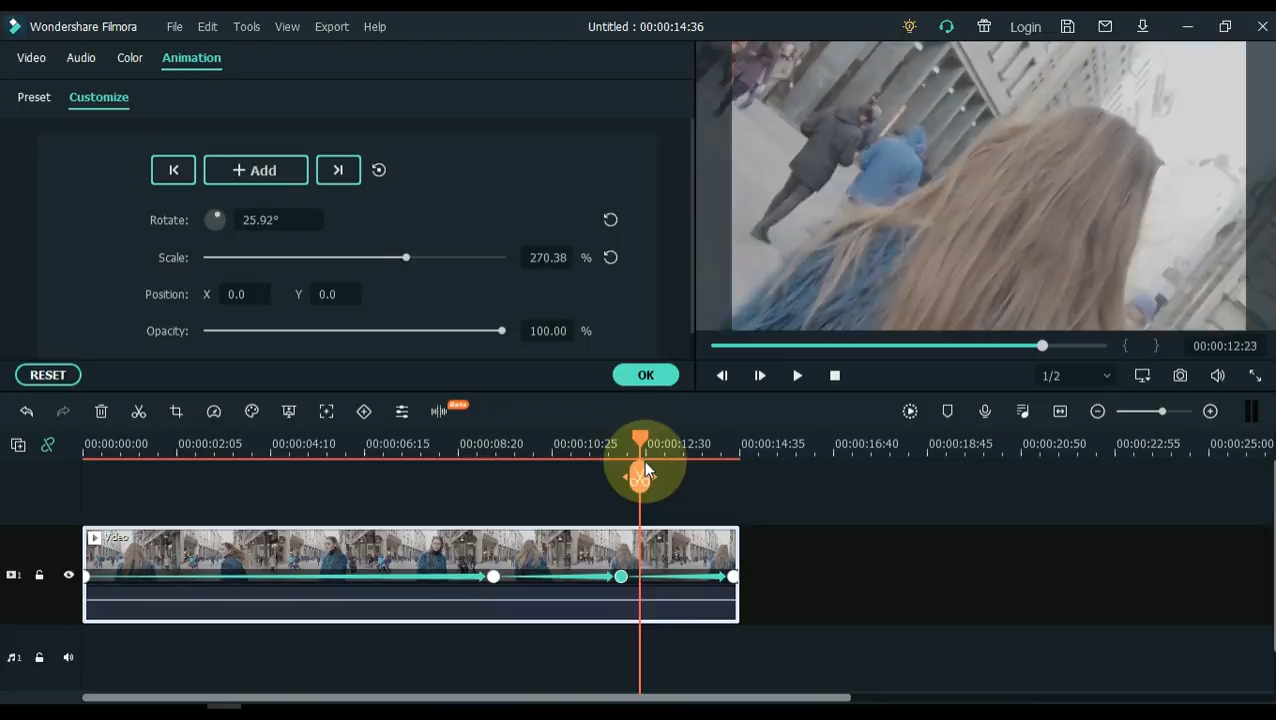 Wondershare Filmora File Edit Tools View Export Help Untitled : 00:00:14:36 Login
Video Audio Color Animation
Preset Customize
+ Add
Rotate: 25.92°
Scale: 270.38 %
Position: X 0.0 Y 0.0
Opacity: 100.00 %
{ } 00:00:12:23
RESET OK
1/2
Beta
00:00:00:00 00:00:02:05 00:00:04:10 00:00:06:15 00:00:08:20 00:00:10:25 00:00:12:30 00:00:14:35 00:00:16:40 00:00:18:45 00:00:20:50 00:00:22:55 00:00:25:00
Video
1
1